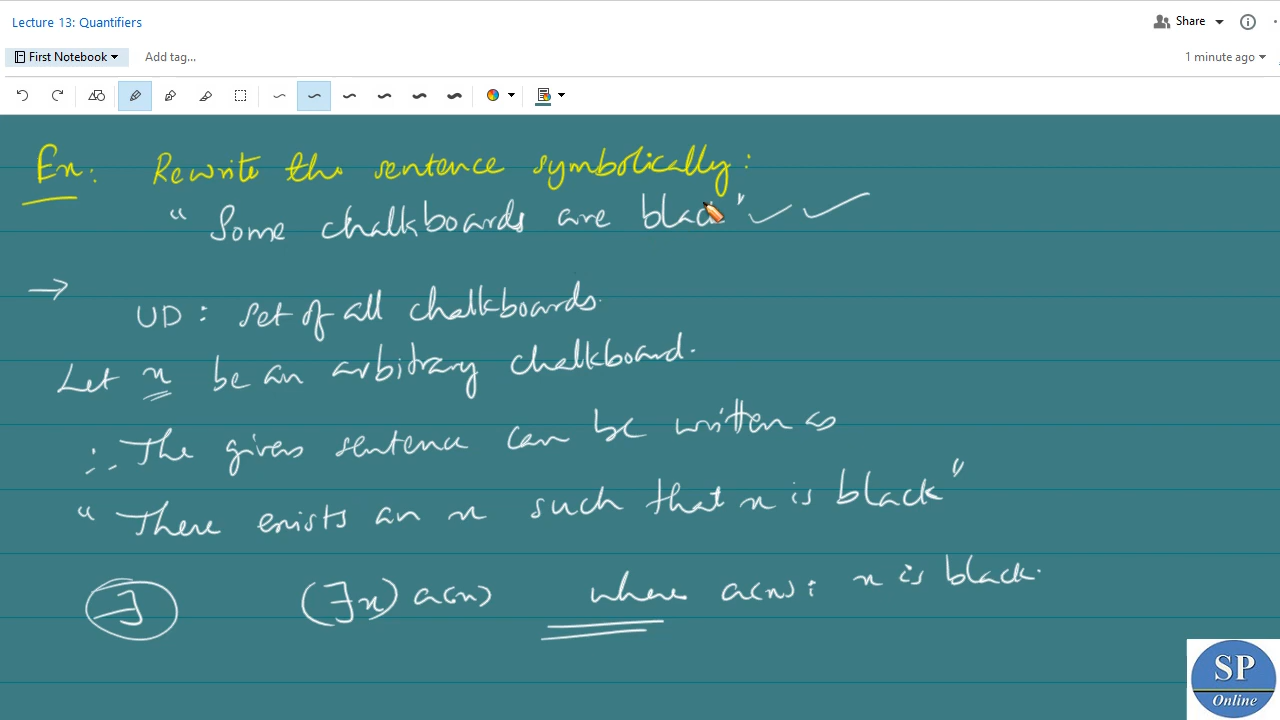 Lecture 13: Quantifiers
Share
First Notebook
Add tag...
1 minute ago
Ex: Rewrite the sentence symbolically:
"Some chalkboards are black"
→ UD: set of all chalkboards.
Let x be an arbitrary chalkboard.
∴ The given sentence can be written as
"There exists an x such that x is black"
∃ (∃x) a(x) where a(x): x is black.
SP
Online